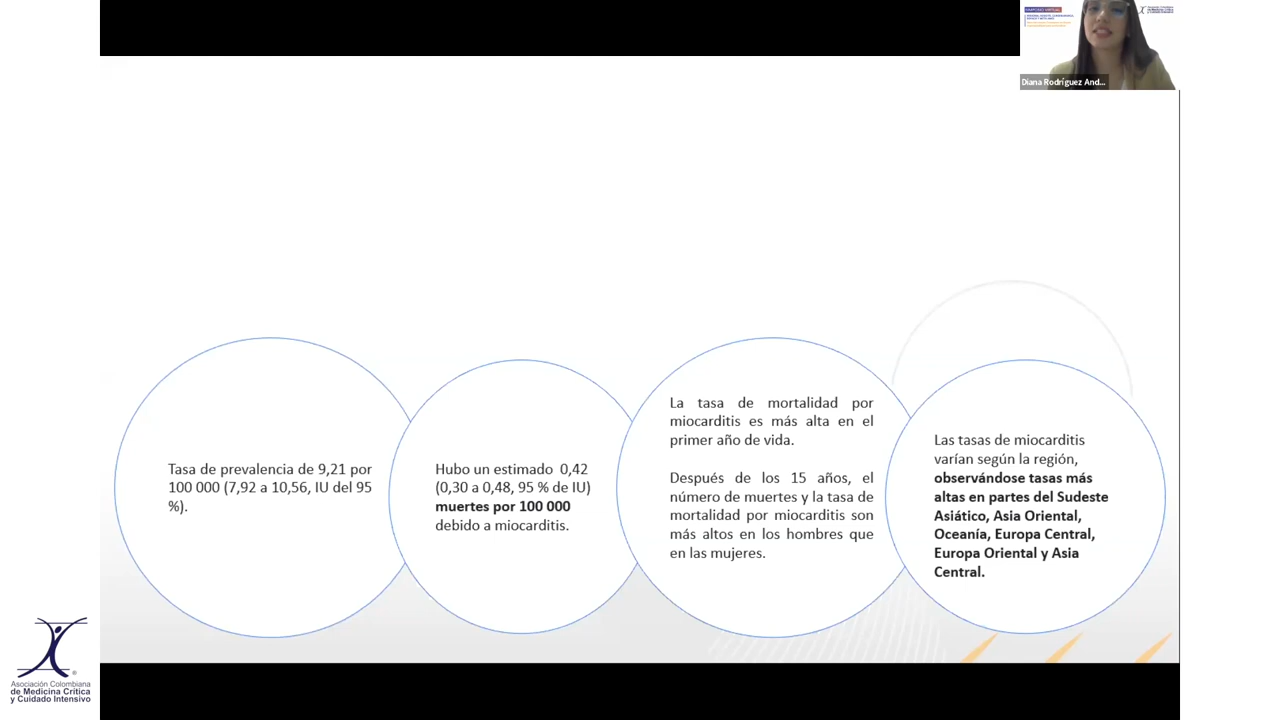 SIMPOSIO VIRTUAL
Diana Rodríguez And...
Tasa de prevalencia de 9,21 por
100 000 (7,92 a 10,56, IU del 95
%).
Hubo un estimado 0,42
(0,30 a 0,48, 95 % de IU)
muertes por 100 000
debido a miocarditis.
La tasa de mortalidad por
miocarditis es más alta en el
primer año de vida.
Después de los 15 años, el
número de muertes y la tasa de
mortalidad por miocarditis son
más altos en los hombres que
en las mujeres.
Las tasas de miocarditis
varían según la región,
observándose tasas más
altas en partes del Sudeste
Asiático, Asia Oriental,
Oceanía, Europa Central,
Europa Oriental y Asia
Central.
®
Asociación Colombiana
de Medicina Crítica
y Cuidado Intensivo